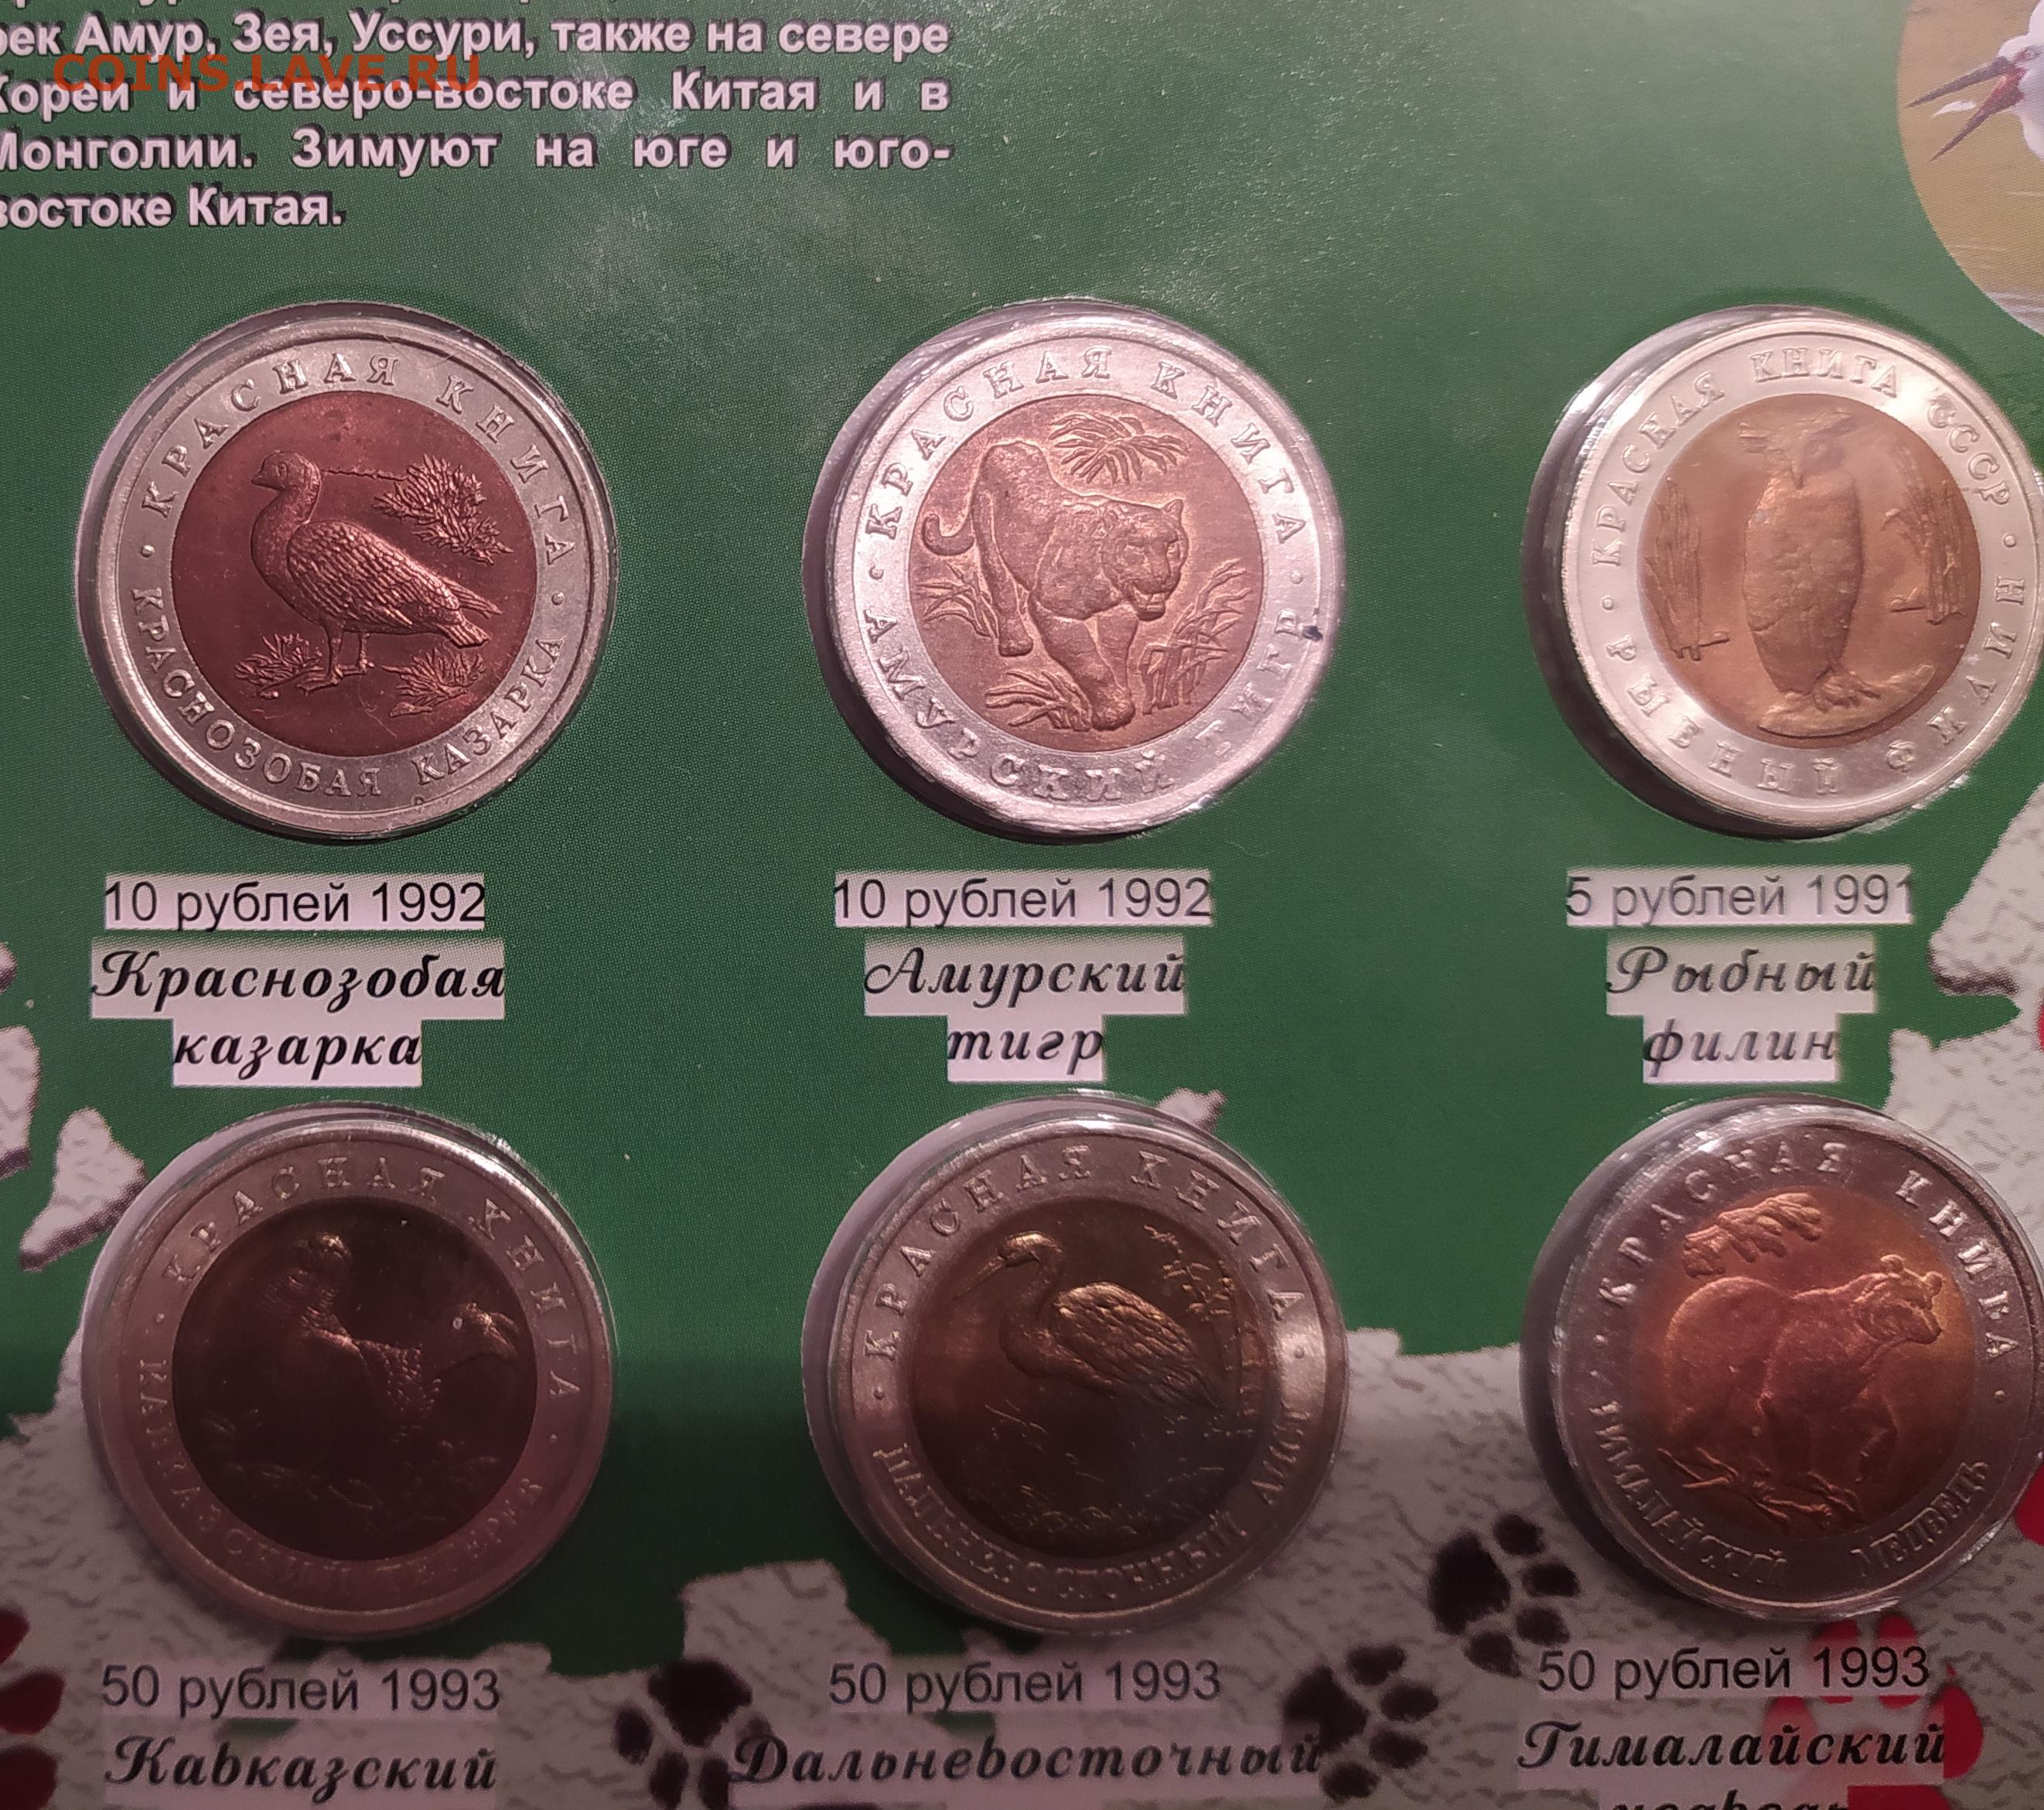 рек Амур, Зея, Уссури, также на севере
COINS.LAVE.RU
Кореи и северо-востоке Китая и в
Монголии. Зимуют на юге и юго-
востоке Китая.
КРАСНАЯ КНИГА · КРАСНОЗОБАЯ КАЗАРКА ·
КРАСНАЯ КНИГА · АМУРСКИЙ ТИГР ·
КРАСНАЯ КНИГА СССР · РЫБНЫЙ ФИЛИН ·
10 рублей 1992
Краснозобая
казарка
10 рублей 1992
Амурский
тигр
5 рублей 1991
Рыбный
филин
КРАСНАЯ КНИГА · КАВКАЗСКИЙ ТЕТЕРЕВ ·
КРАСНАЯ КНИГА · ДАЛЬНЕВОСТОЧНЫЙ АИСТ ·
КРАСНАЯ КНИГА · ГИМАЛАЙСКИЙ МЕДВЕДЬ ·
50 рублей 1993
Кавказский
50 рублей 1993
Дальневосточный
50 рублей 1993
Гималайский